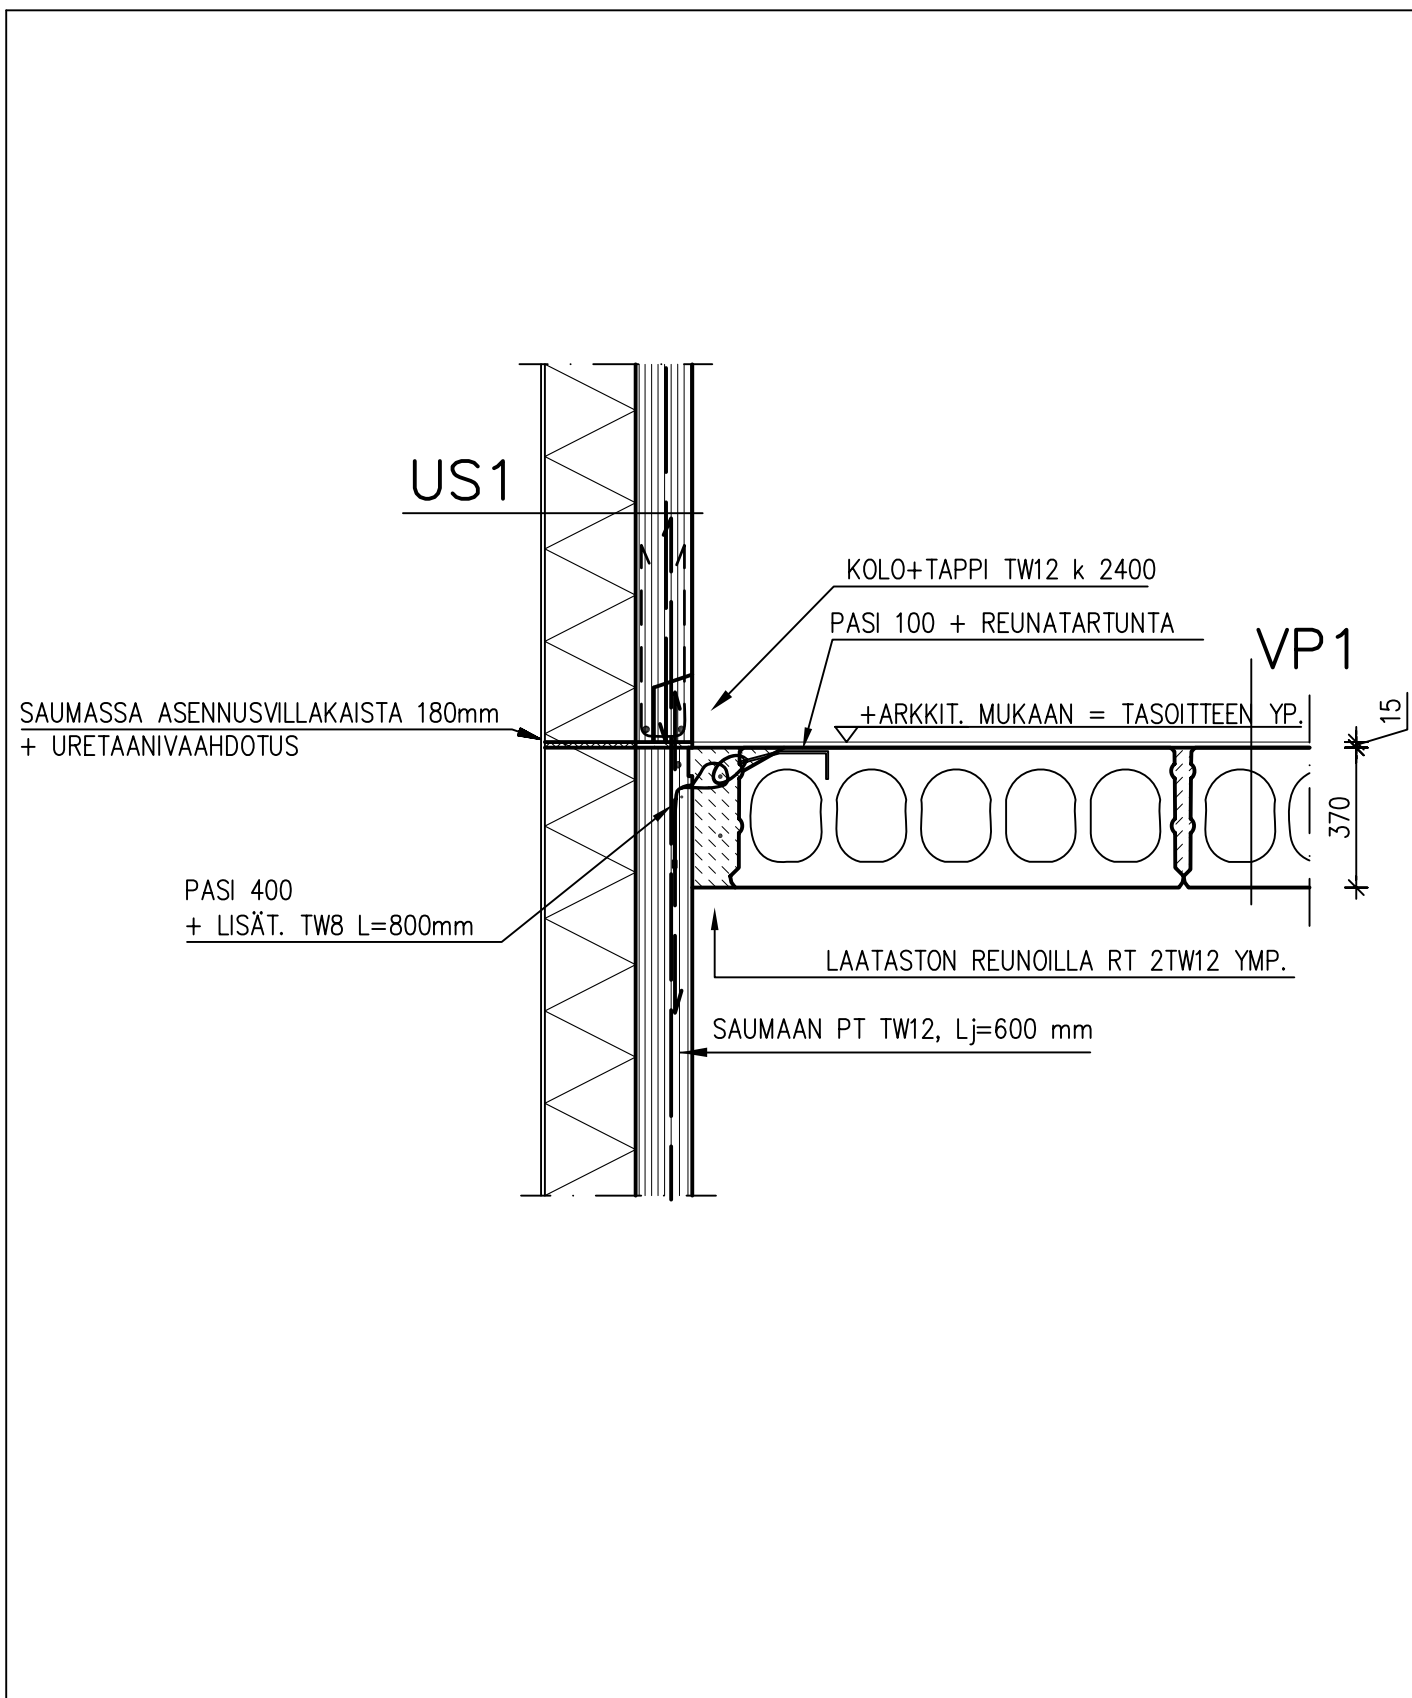 US1
KOLO+TAPPI TW12 k 2400
PASI 100 + REUNATARTUNTA
VP1
SAUMASSA ASENNUSVILLAKAISTA 180mm
+ URETAANIVAAHDOTUS
+ARKKIT. MUKAAN = TASOITTEEN YP.
15
370
PASI 400
+ LISÄT. TW8 L=800mm
LAATASTON REUNOILLA RT 2TW12 YMP.
SAUMAAN PT TW12, Lj=600 mm